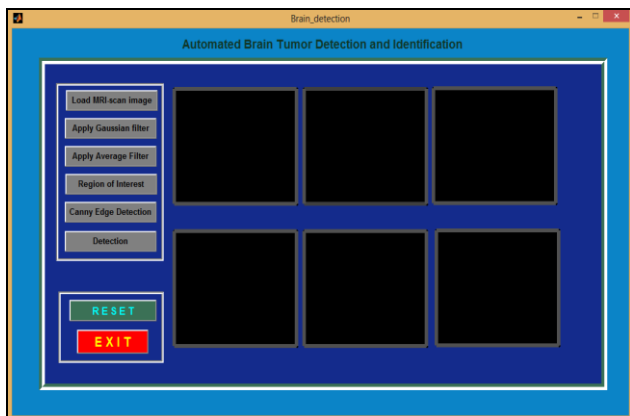 Brain_detection
Automated Brain Tumor Detection and Identification
Load MRI-scan image
Apply Gaussian filter
Apply Average Filter
Region of Interest
Canny Edge Detection
Detection
RESET
EXIT